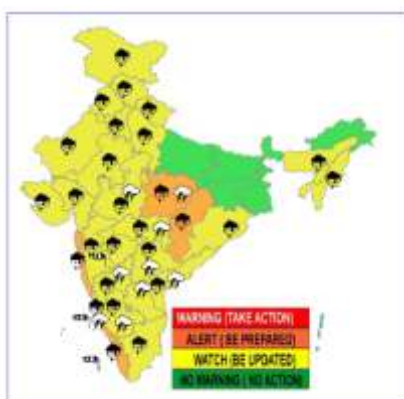 WARNING (TAKE ACTION)
ALERT ( BE PREPARED)
WATCH (BE UPDATED)
NO WARNING ( NO ACTION)